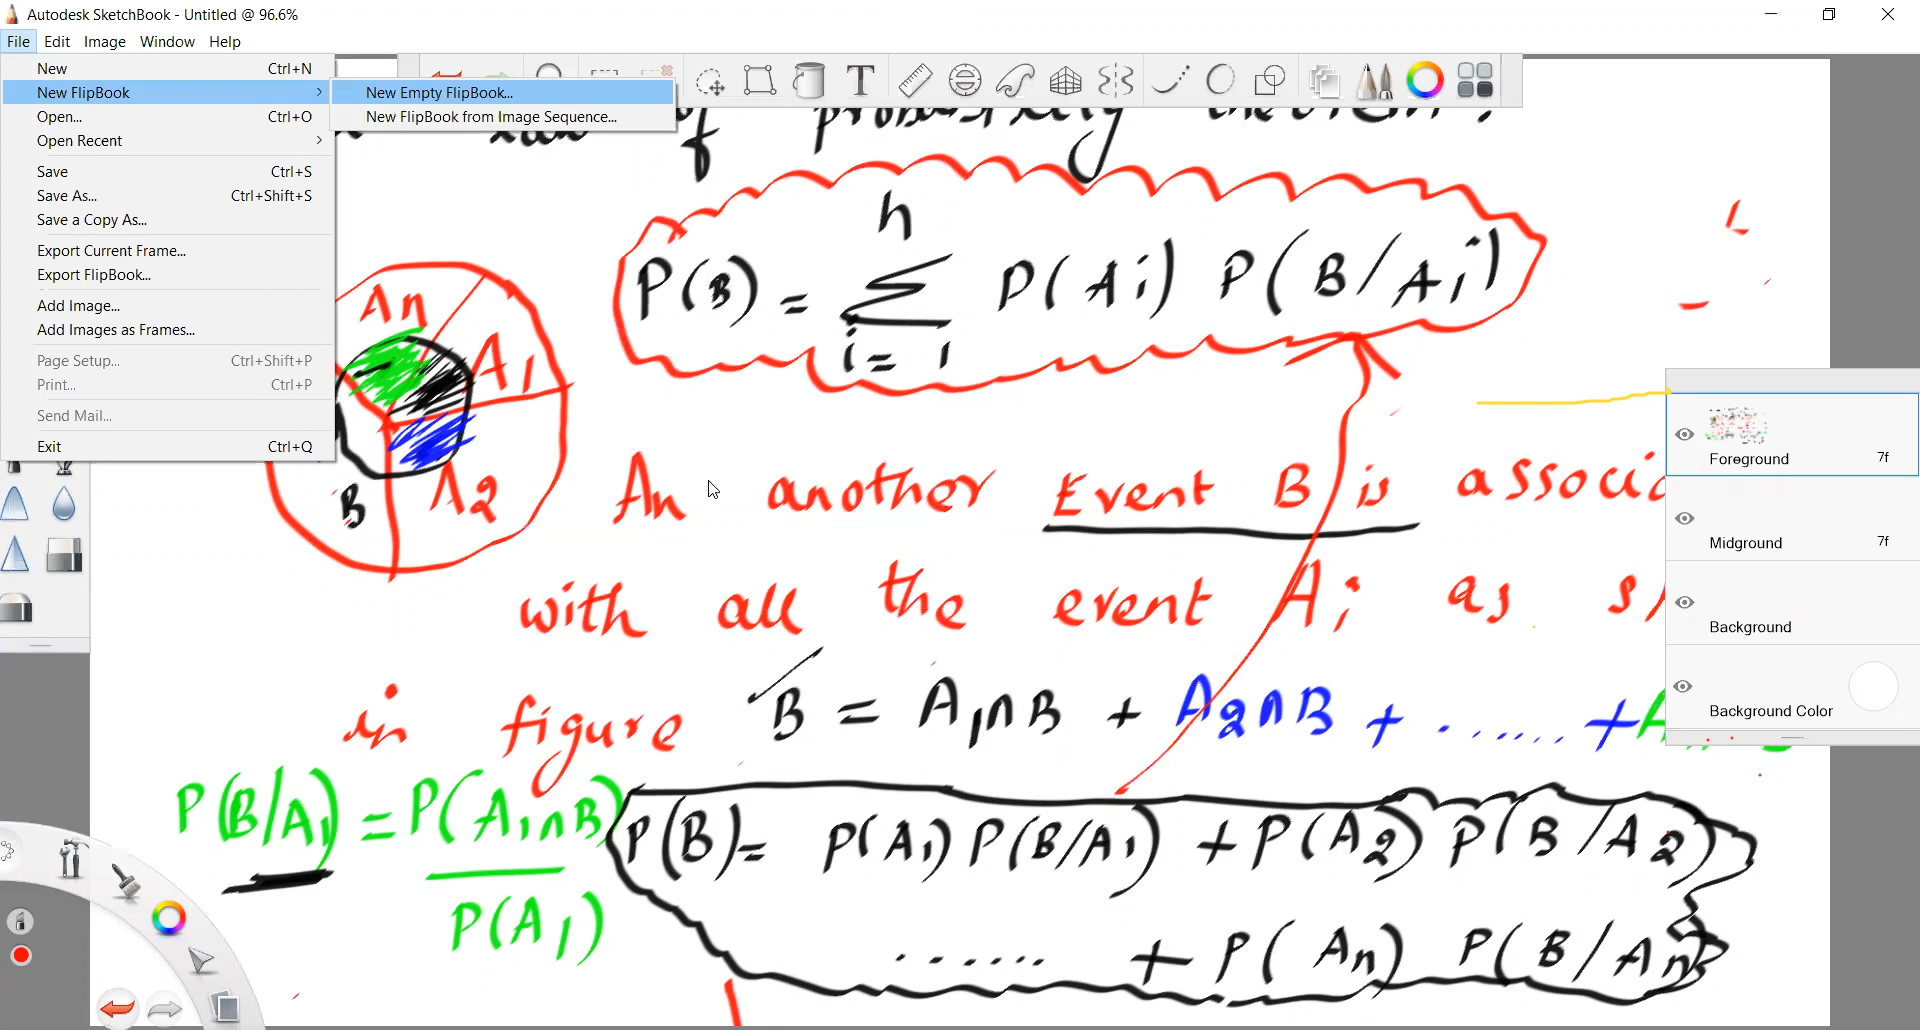 Autodesk SketchBook - Untitled @ 96.6%
File Edit Image Window Help
New Ctrl+N
New FlipBook
New Empty FlipBook...
Open... Ctrl+O
New FlipBook from Image Sequence...
Open Recent
Save Ctrl+S
Save As... Ctrl+Shift+S
Save a Copy As...
Export Current Frame...
Export FlipBook...
Add Image...
Add Images as Frames...
Page Setup... Ctrl+Shift+P
Print... Ctrl+P
Send Mail...
Exit Ctrl+Q
T
of probability theorem :
n
P(B) = Σ P(Ai) P(B/Ai)
i = 1
An
A1
A2
B
An another Event B is associ
with all the event Ai as s
in figure B = A1∩B + A2∩B + ...... + A
P(B/A1) = P(A1∩B)
P(A1)
P(B) = P(A1) P(B/A1) + P(A2) P(B/A2)
...... + P(An) P(B/An)
Foreground 7f
Midground 7f
Background
Background Color